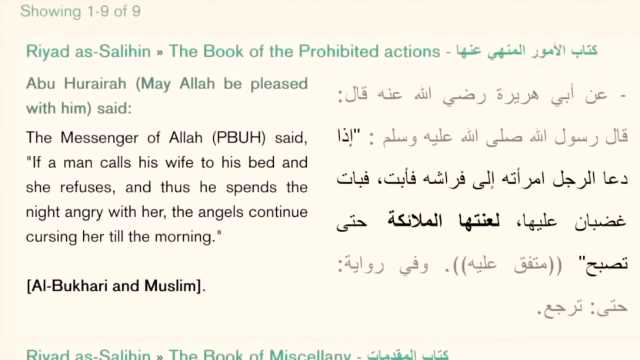 Showing 1-9 of 9
Riyad as-Salihin » The Book of the Prohibited actions - كتاب الأمور المنهي عنها
Abu Hurairah (May Allah be pleased
with him) said:
The Messenger of Allah (PBUH) said,
"If a man calls his wife to his bed and
she refuses, and thus he spends the
night angry with her, the angels continue
cursing her till the morning."
[Al-Bukhari and Muslim].
- عن أبي هريرة رضي الله عنه قال:
قال رسول الله صلى الله عليه وسلم : "إذا
دعا الرجل امرأته إلى فراشه فأبت، فبات
غضبان عليها، لعنتها الملائكة حتى
تصبح" ((متفق عليه)). وفي رواية:
حتى: ترجع.
Riyad as-Salihin » The Book of Miscellany - كتاب المقدمات